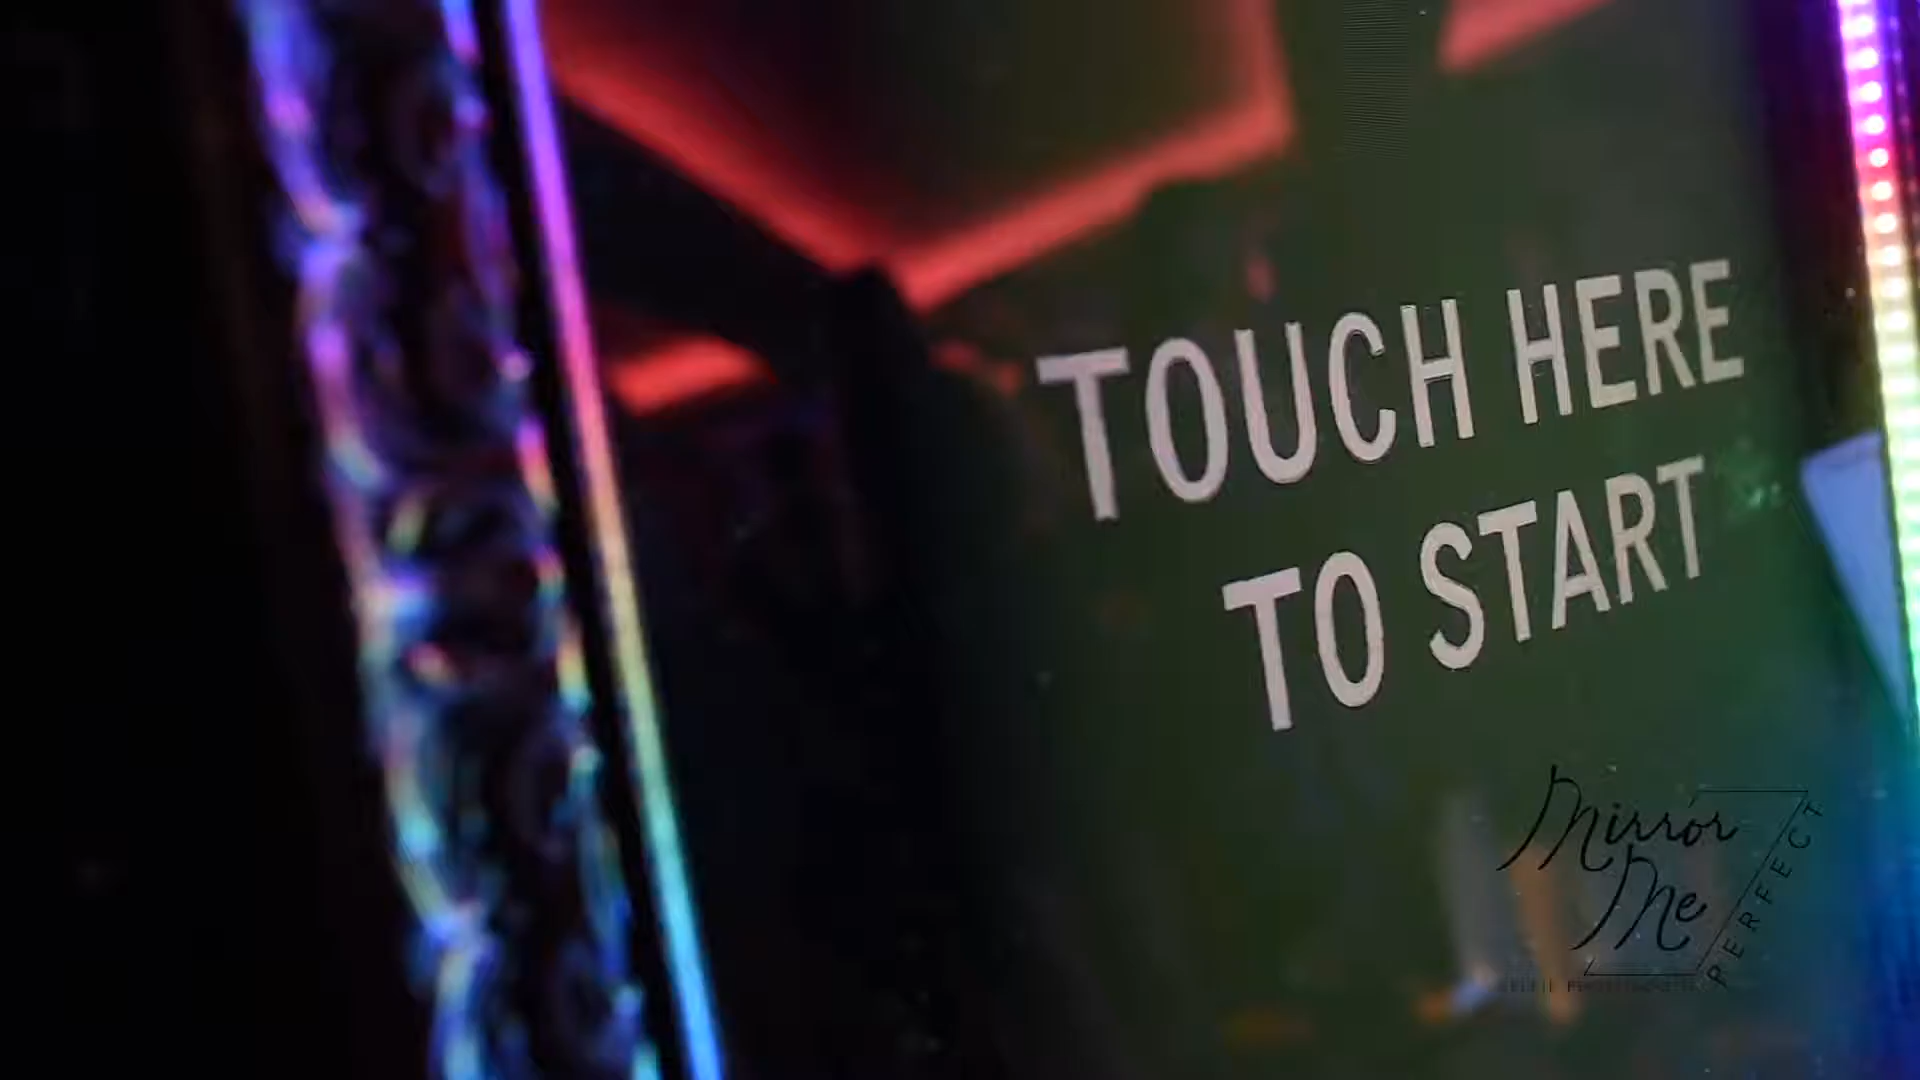 TOUCH HERE
TO START
Mirror
Me
PERFECT